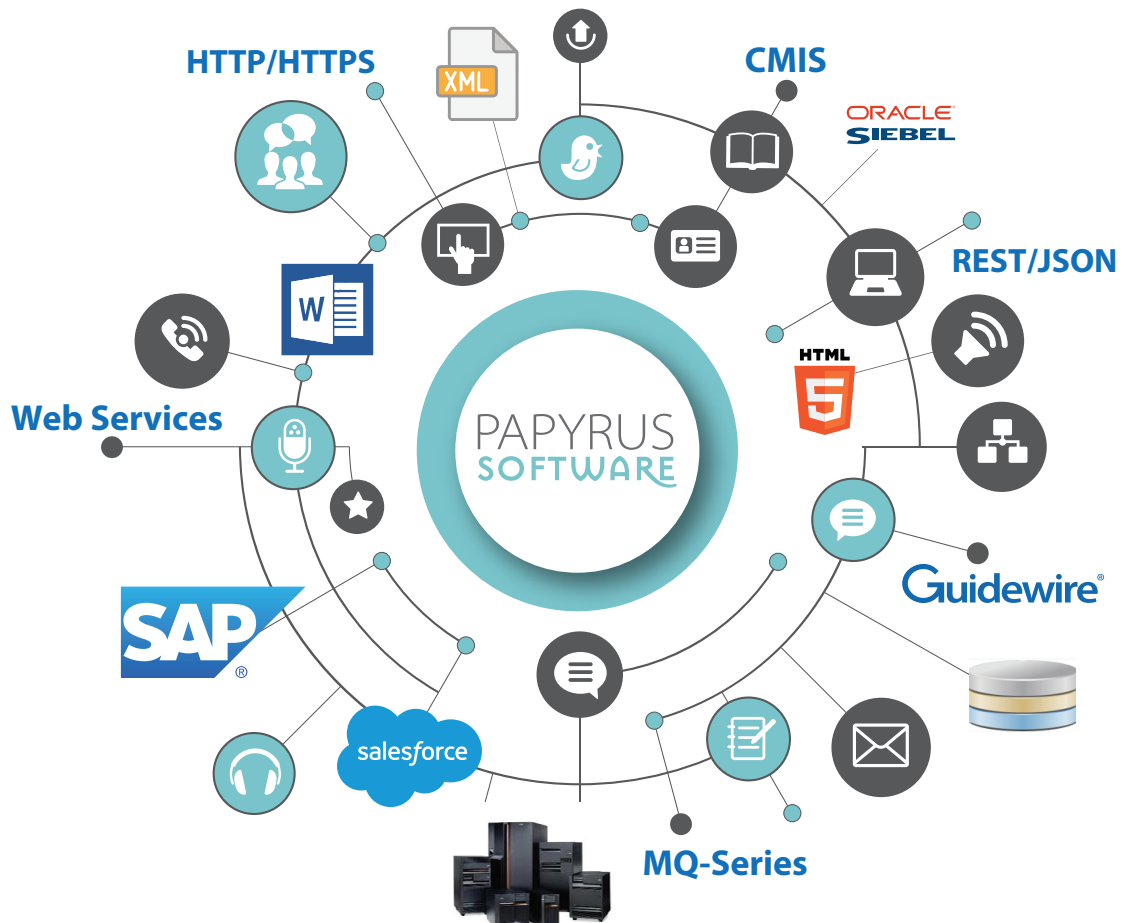 HTTP/HTTPS
XML
CMIS
ORACLE
SIEBEL
REST/JSON
W
HTML
5
Web Services
PAPYRUS
SOFTWARE
Guidewire®
SAP
®
salesforce
MQ-Series